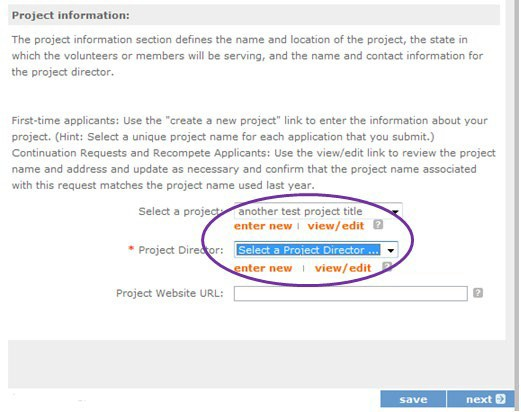 Project information:
The project information section defines the name and location of the project, the state in
which the volunteers or members will be serving, and the name and contact information for
the project director.
First-time applicants: Use the "create a new project" link to enter the information about your
project. (Hint: Select a unique project name for each application that you submit.)
Continuation Requests and Recompete Applicants: Use the view/edit link to review the project
name and address and update as necessary and confirm that the project name associated
with this request matches the project name used last year.
Select a project: another test project title
enter new | view/edit ?
* Project Director: Select a Project Director ...
enter new | view/edit ?
Project Website URL: ?
save next